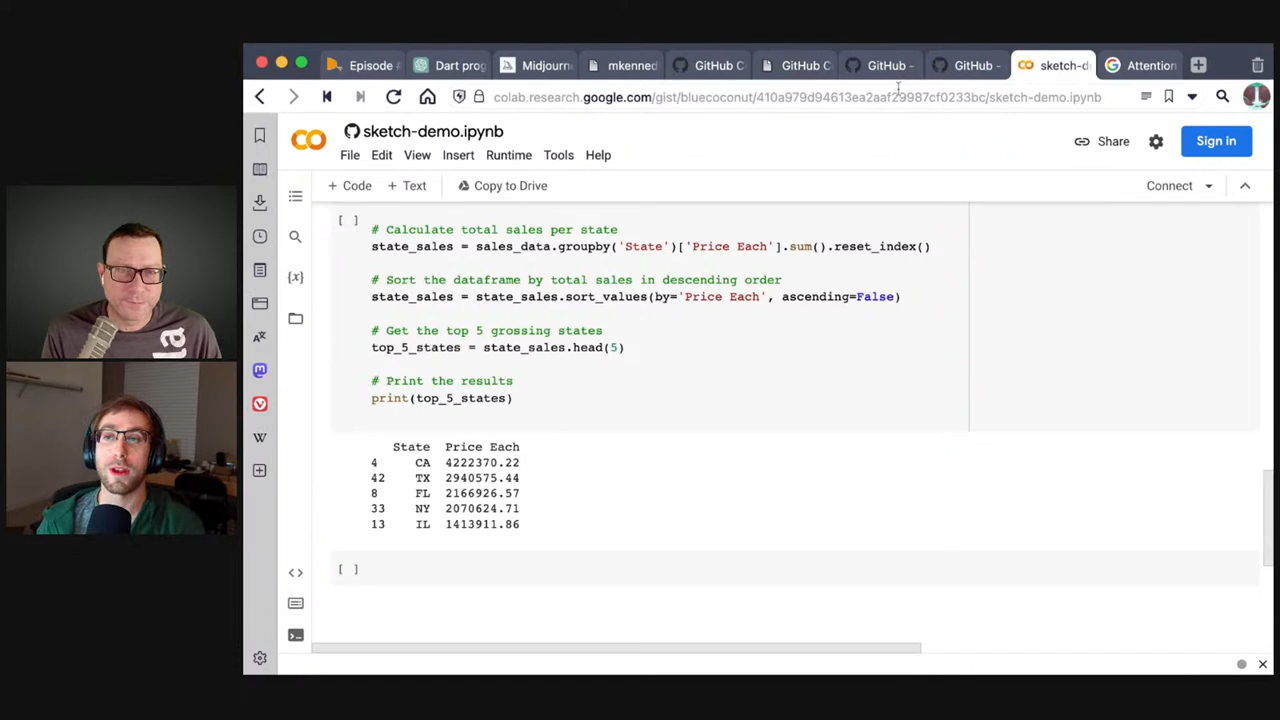 Episode #
Dart prog
Midjourn
mkenned
GitHub C
GitHub C
GitHub -
GitHub -
sketch-d
Attention
colab.research.google.com/gist/bluecoconut/410a979d94613ea2aaf29987cf0233bc/sketch-demo.ipynb
sketch-demo.ipynb
File Edit View Insert Runtime Tools Help
Share
Sign in
+ Code + Text Copy to Drive
Connect
[ ]
# Calculate total sales per state
state_sales = sales_data.groupby('State')['Price Each'].sum().reset_index()
# Sort the dataframe by total sales in descending order
state_sales = state_sales.sort_values(by='Price Each', ascending=False)
# Get the top 5 grossing states
top_5_states = state_sales.head(5)
# Print the results
print(top_5_states)
State Price Each
4 CA 4222370.22
42 TX 2940575.44
8 FL 2166926.57
33 NY 2070624.71
13 IL 1413911.86
[ ]